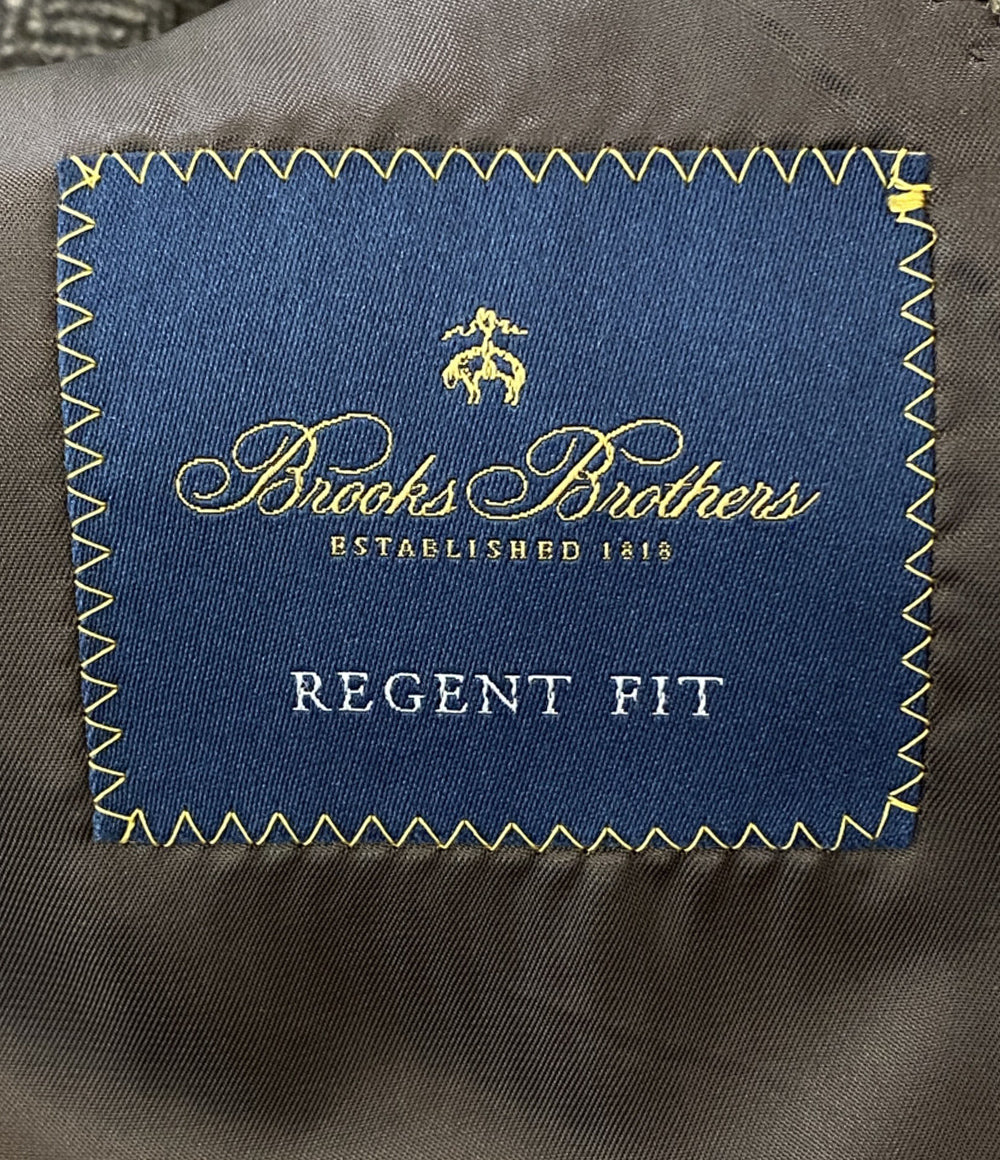 Brooks Brothers
ESTABLISHED 1818
REGENT FIT